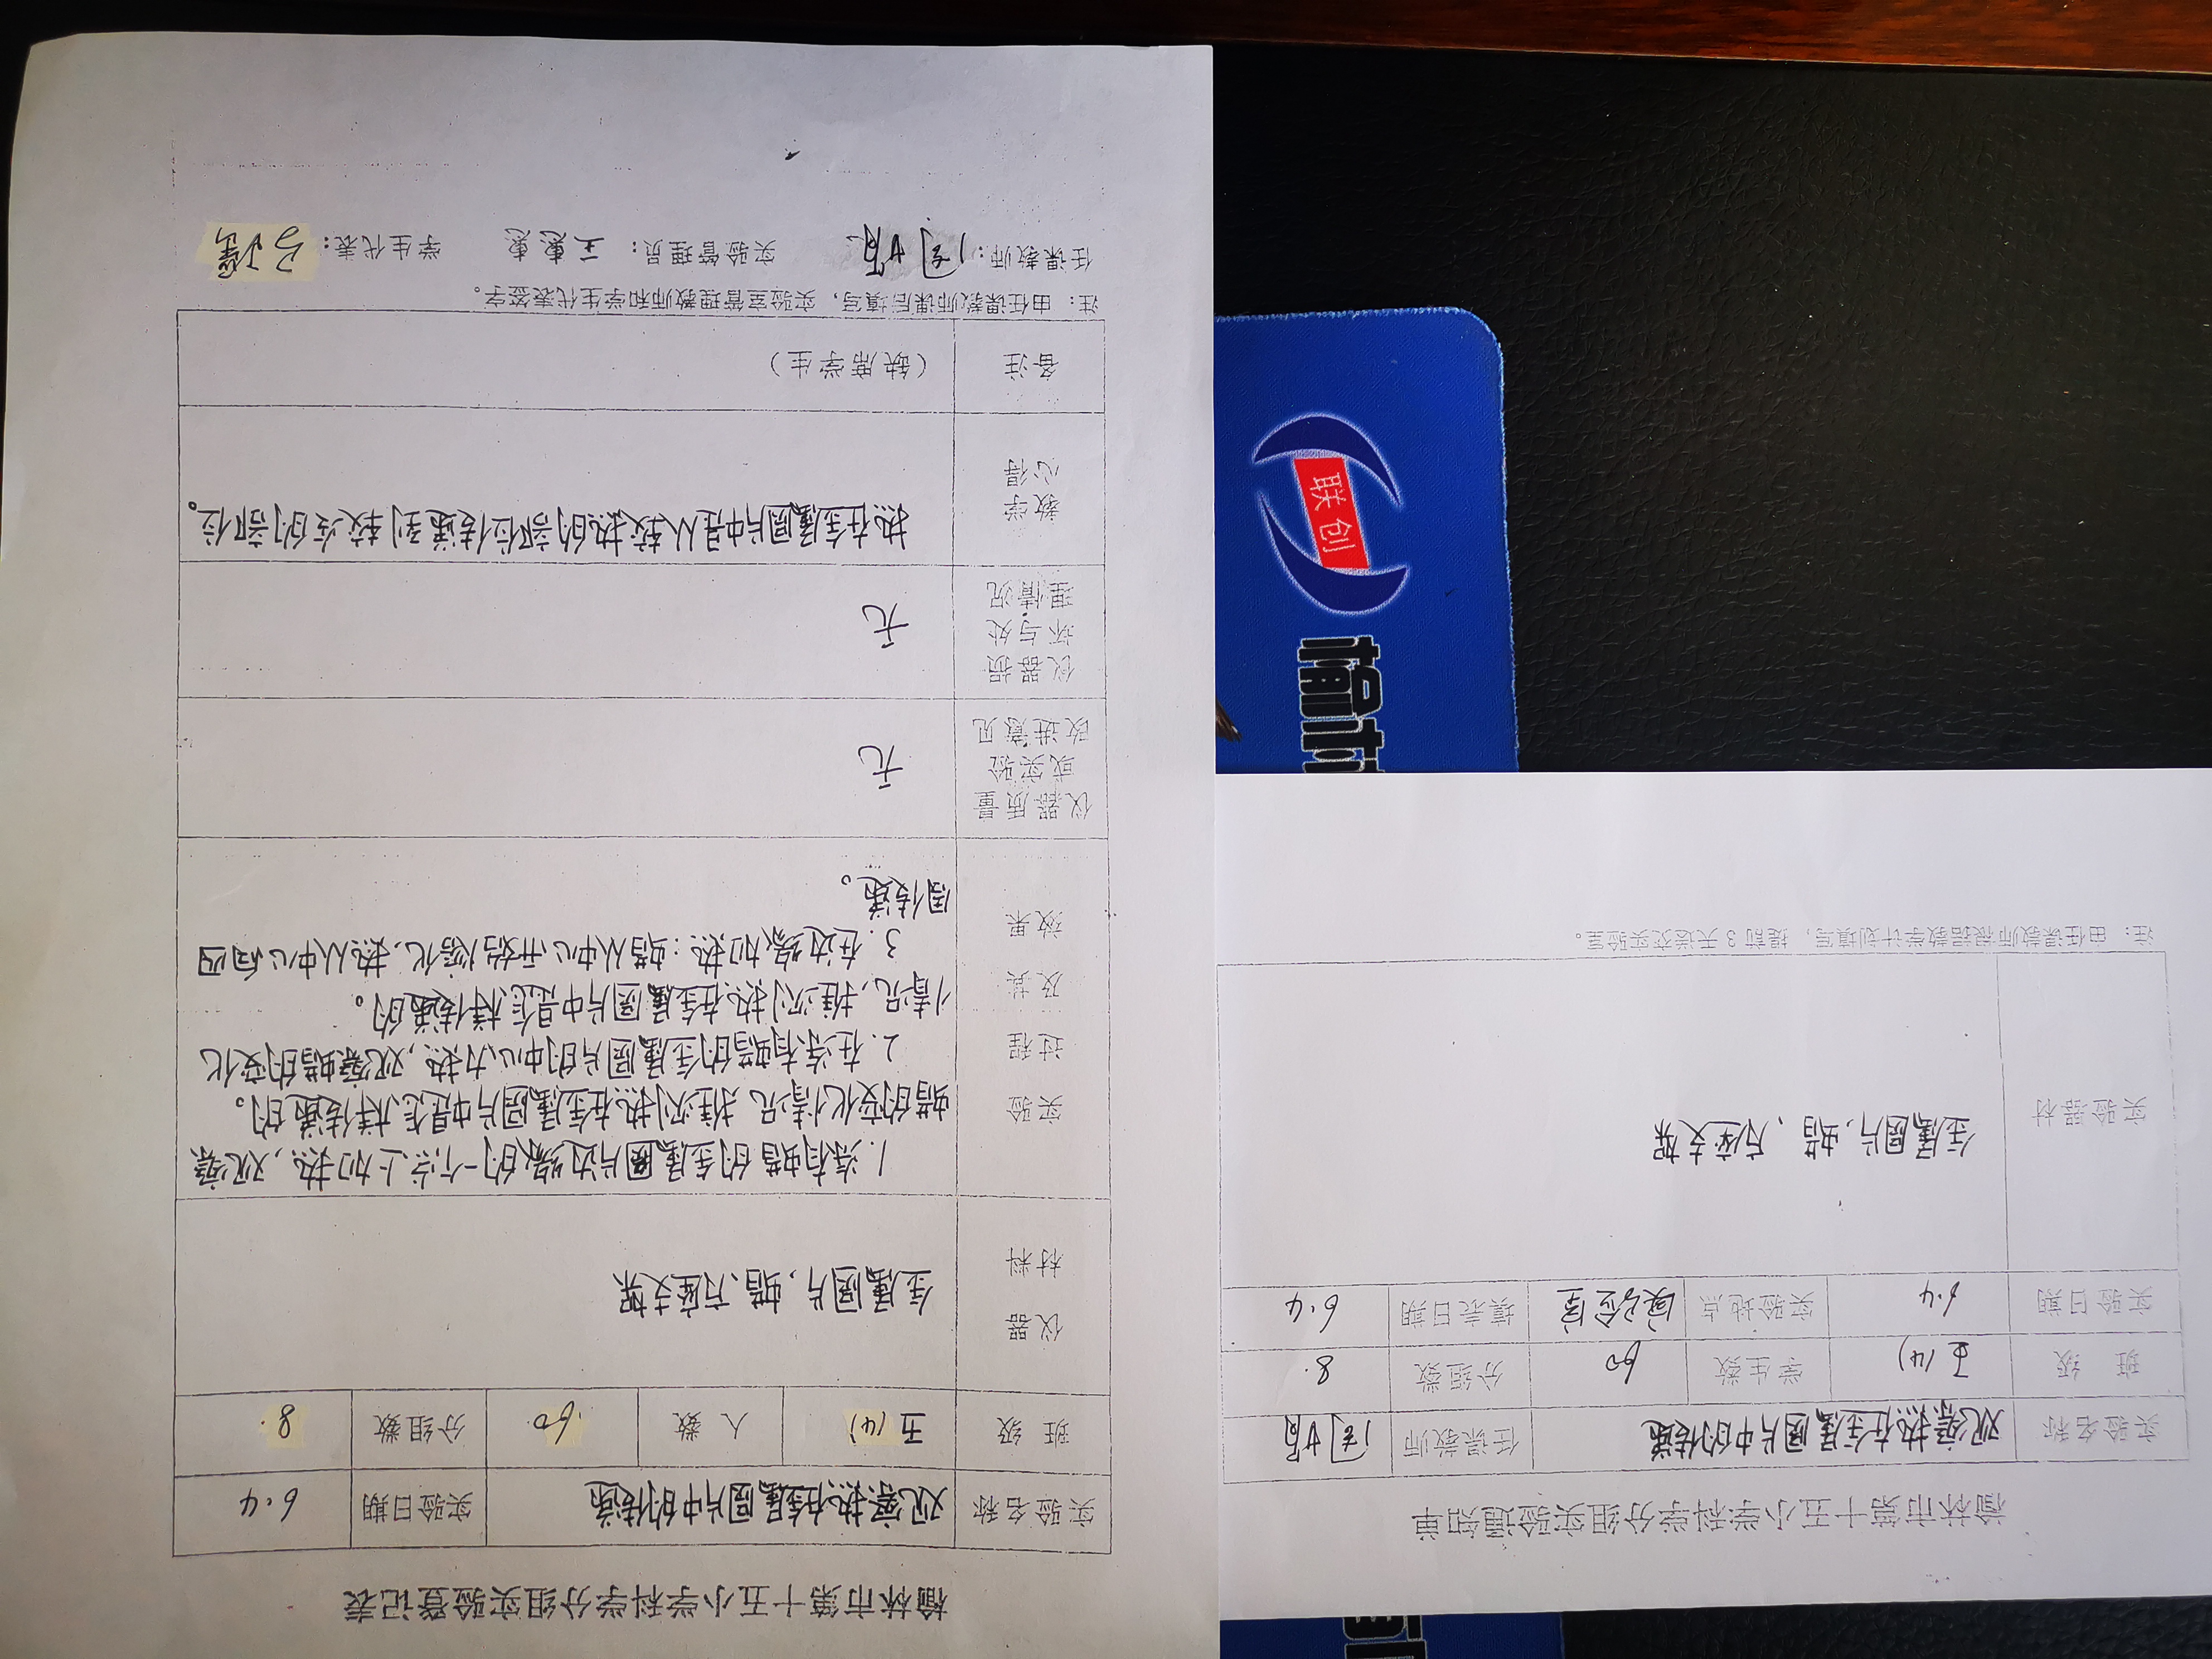 榆林市第十五小学科学分组实验登记表
实验名称 观察热在金属圆片中的传递 实验日期 6.4
班级 五(4) 人数 60 分组数 8
仪器材料 金属圆片,蜡、方座支架
实验过程及其效果
1.涂有蜡的金属圆片边缘的一个点上加热,观察
蜡的变化情况,推测热在金属圆片中是怎样传递的。
2.在涂有蜡的金属圆片的中心加热,观察蜡的变化
情况,推测热在金属圆片中是怎样传递的。
3.在边缘加热:蜡从中心开始熔化,热从中心向四
周传递。
仪器质量或实验改进意见 无
仪器损坏与处理情况 无
教学心得 热在金属圆片中是从较热的部位传递到较冷的部位。
备注 (缺席学生)
注:由任课教师课后填写,实验室管理教师和学生代表签字。
任课教师: 实验管理员:王惠惠 学生代表:
榆林市第十五小学科学分组实验通知单
实验名称 观察热在金属圆片中的传递 任课教师
班级 五(4) 学生数 60 分组数 8
实验日期 6.4 实验地点 实验室 填表日期 6.4
实验器材 金属圆片,蜡、方座支架
注:由任课教师根据教学计划填写,提前3天送交实验室。
联创
榆市